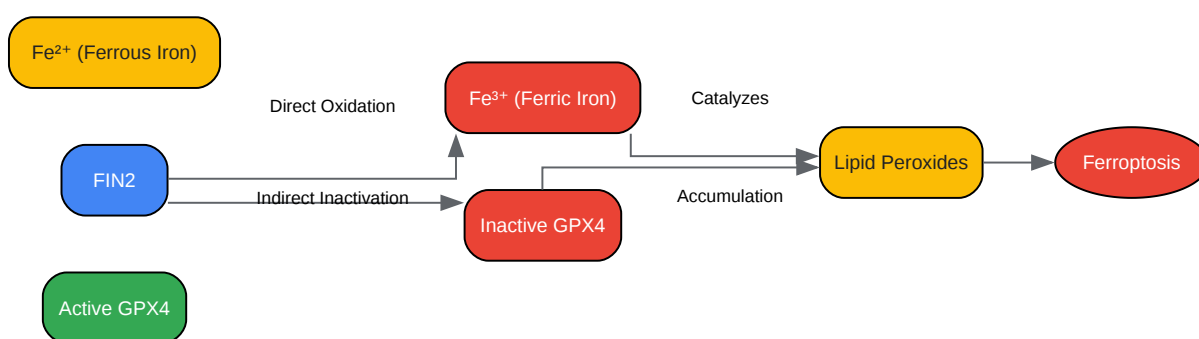 Fe²⁺ (Ferrous Iron)
Direct Oxidation
Fe³⁺ (Ferric Iron)
Catalyzes
FIN2
Indirect Inactivation
Inactive GPX4
Accumulation
Lipid Peroxides
Ferroptosis
Active GPX4